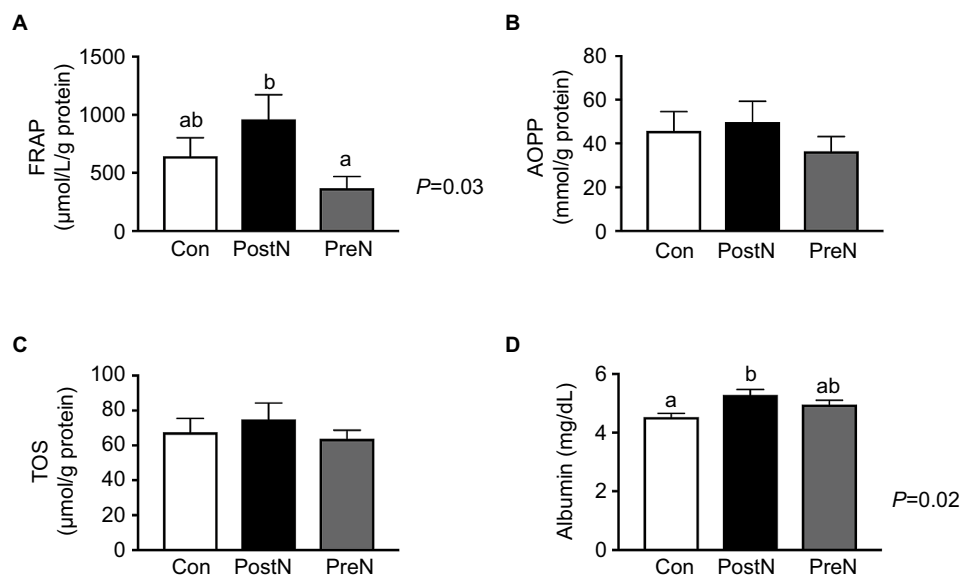 A
FRAP
(μmol/L/g protein)
1500
1000
500
0
ab
b
a
Con PostN PreN
P=0.03
B
AOPP
(mmol/g protein)
80
60
40
20
0
Con PostN PreN
C
TOS
(μmol/g protein)
100
80
60
40
20
0
Con PostN PreN
D
Albumin (mg/dL)
6
4
2
0
a
b
ab
Con PostN PreN
P=0.02